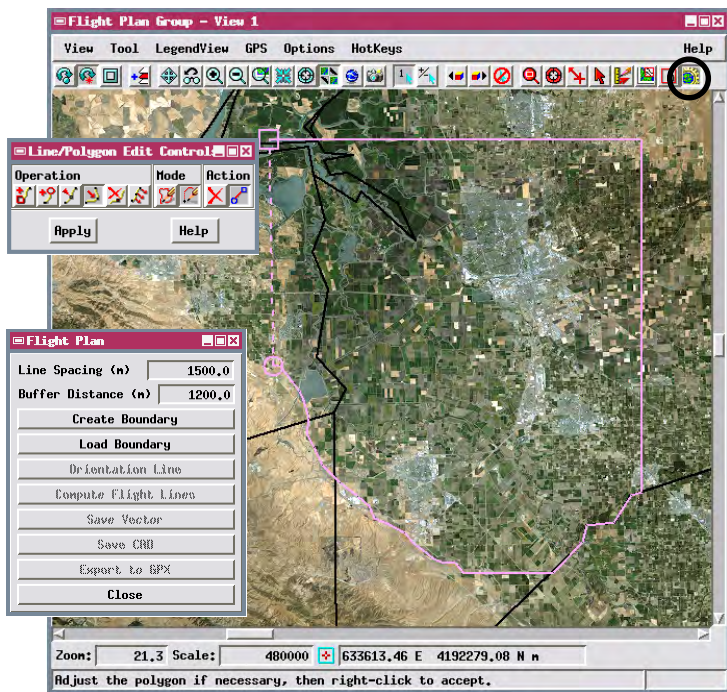 Flight Plan Group - View 1
View Tool LegendView GPS Options HotKeys Help
Line/Polygon Edit Controls
Operation Mode Action
Apply Help
Flight Plan
Line Spacing (m) 1500.0
Buffer Distance (m) 1200.0
Create Boundary
Load Boundary
Orientation Line
Compute Flight Lines
Save Vector
Save CAD
Export to GPX
Close
Zoom: 21.3 Scale: 480000 633613.46 E 4192279.08 N m
Adjust the polygon if necessary, then right-click to accept.